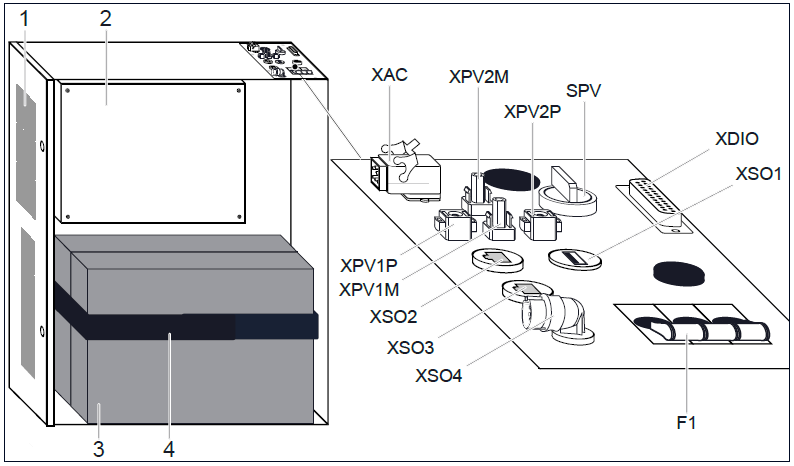 1
2
XAC
XPV2M
SPV
XPV2P
XDIO
XSO1
XPV1P
XPV1M
XSO2
XSO3
XSO4
F1
3
4